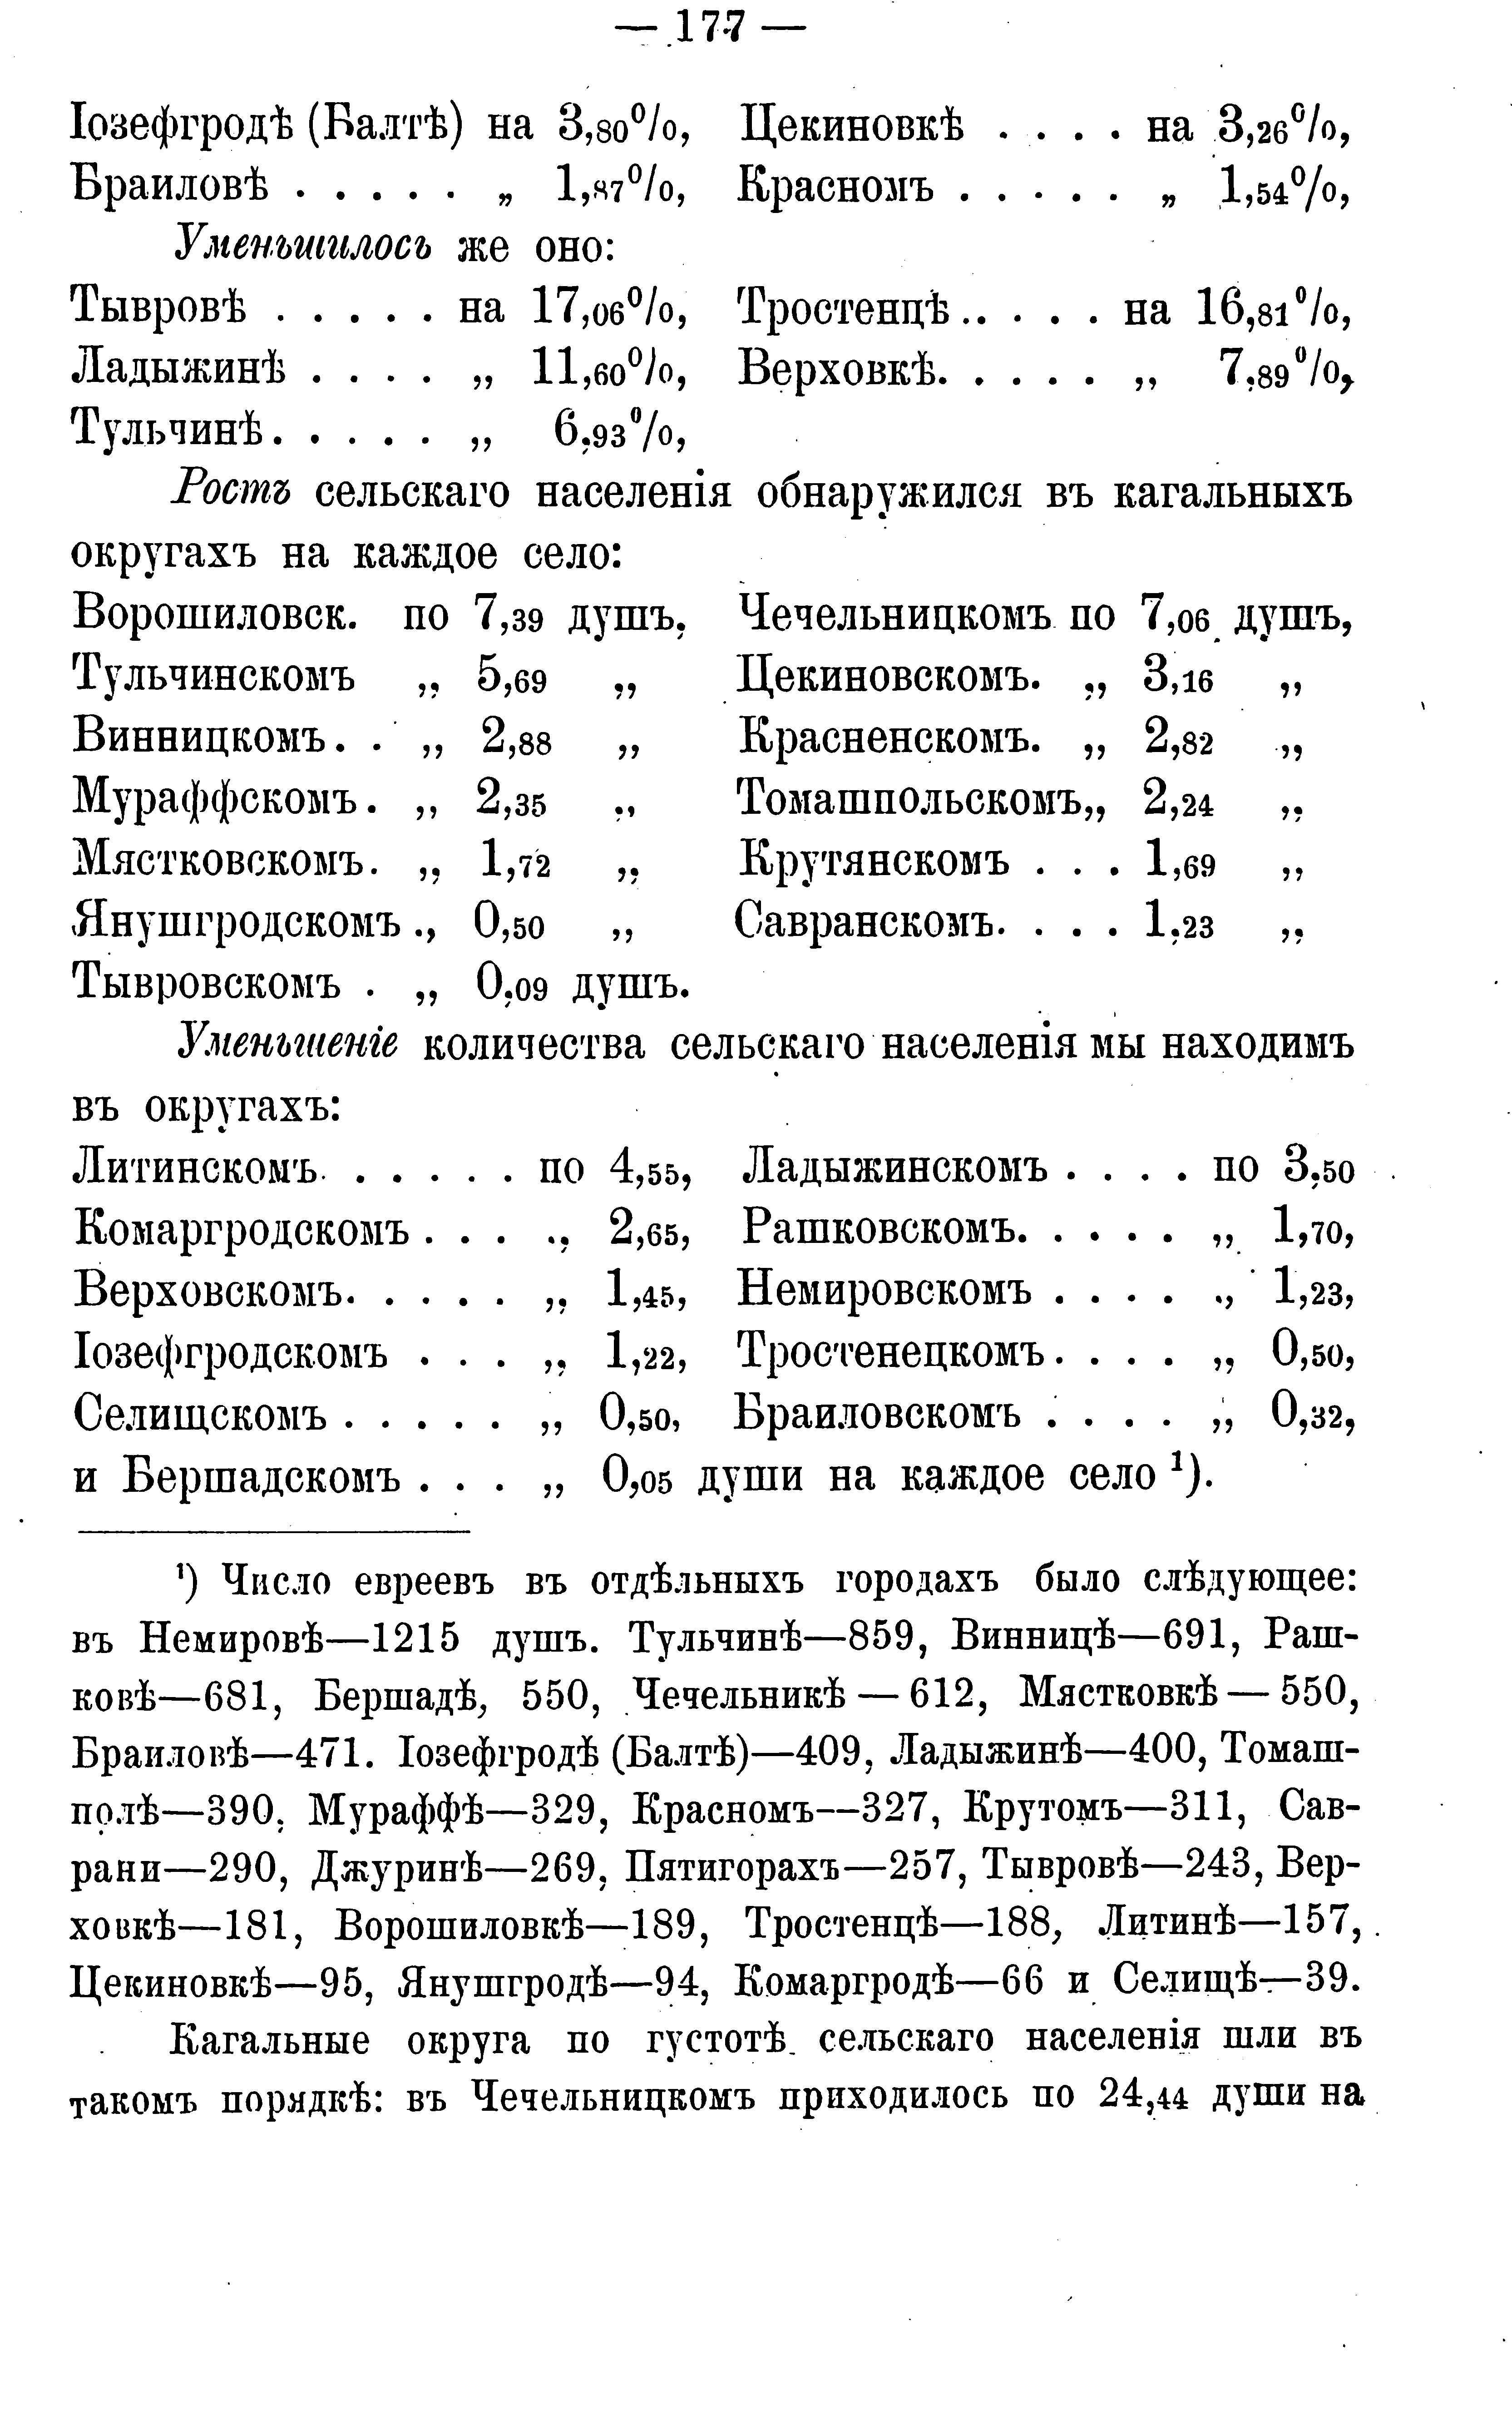 — 177 —
Іозефгродѣ (Балтѣ) на 3,80%, Цекиновкѣ . . . . на 3,26%,
Браиловѣ . . . . . „ 1,87%, Красномъ . . . . . „ 1,54%,
Уменьшилось же оно:
Тывровѣ . . . . . на 17,06%, Тростенцѣ . . . . . на 16,81%,
Ладыжинѣ . . . . „ 11,60%, Верховкѣ. . . . . . „ 7,89%,
Тульчинѣ. . . . . . „ 6,93%,
Ростъ сельскаго населенія обнаружился въ кагальныхъ
округахъ на каждое село:
Ворошиловск. по 7,39 душъ, Чечельницкомъ по 7,06 душъ,
Тульчинскомъ „ 5,69 „ Цекиновскомъ. „ 3,16 „
Винницкомъ. . „ 2,88 „ Красненскомъ. „ 2,82 „
Мураффскомъ. „ 2,35 „ Томашпольскомъ „ 2,24 „
Мястковскомъ. „ 1,72 „ Крутянскомъ . . . 1,69 „
Янушгродскомъ „ 0,50 „ Савранскомъ. . . . 1,23 „
Тывровскомъ . „ 0,09 душъ.
Уменьшеніе количества сельскаго населенія мы находимъ
въ округахъ:
Литинскомъ. . . . . . по 4,55, Ладыжинскомъ . . . . по 3,50
Комаргродскомъ . . . „ 2,65, Рашковскомъ. . . . . . „ 1,70,
Верховскомъ. . . . . . „ 1,45, Немировскомъ . . . . „ 1,23,
Іозефгродскомъ . . . „ 1,22, Тростенецкомъ. . . . . „ 0,50,
Селищскомъ . . . . . „ 0,50, Браиловскомъ . . . . „ 0,32,
и Бершадскомъ . . . „ 0,05 души на каждое село ¹).
¹) Число евреевъ въ отдѣльныхъ городахъ было слѣдующее:
въ Немировѣ—1215 душъ. Тульчинѣ—859, Винницѣ—691, Раш-
ковѣ—681, Бершадѣ, 550, Чечельникѣ — 612, Мястковкѣ — 550,
Браиловѣ—471. Іозефгродѣ (Балтѣ)—409, Ладыжинѣ—400, Томаш-
полѣ—390, Мураффѣ—329, Красномъ—327, Крутомъ—311, Сав-
рани—290, Джуринѣ—269, Пятигорахъ—257, Тывровѣ—243, Вер-
ховкѣ—181, Ворошиловкѣ—189, Тростенцѣ—188, Литинѣ—157,
Цекиновкѣ—95, Янушгродѣ—94, Комаргродѣ—66 и Селищѣ—39.
Кагальные округа по густотѣ сельскаго населенія шли въ
такомъ порядкѣ: въ Чечельницкомъ приходилось по 24,44 души на